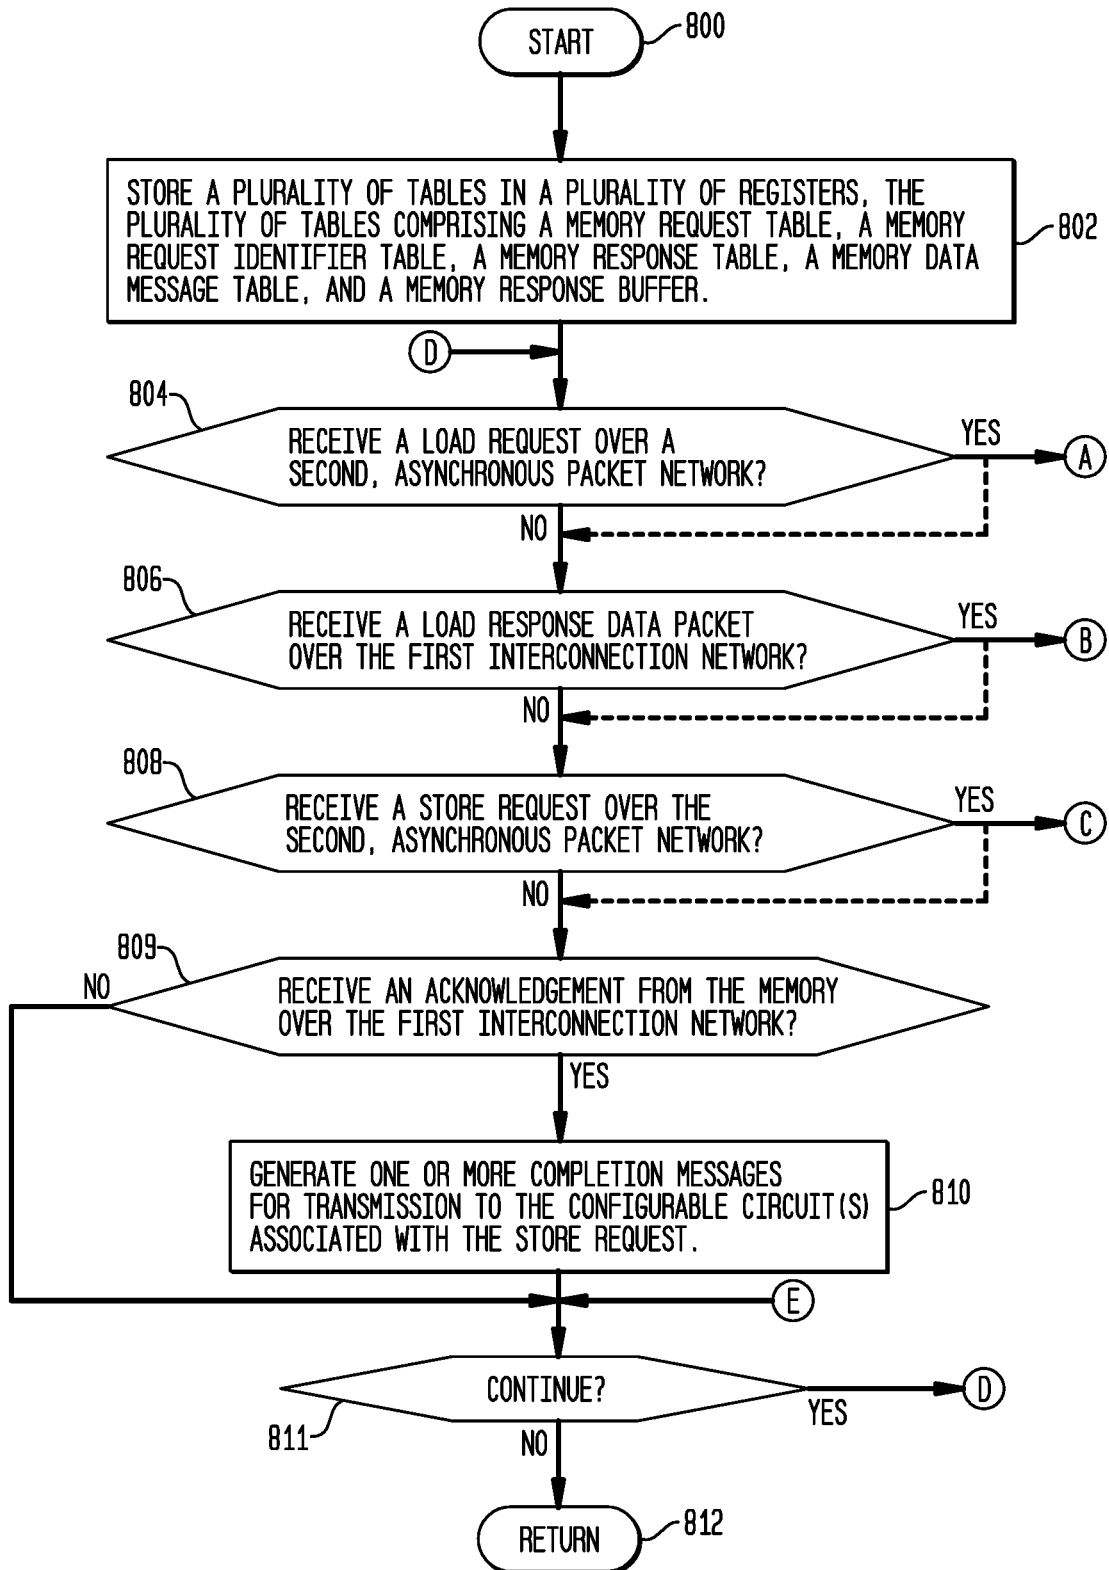 START
800
STORE A PLURALITY OF TABLES IN A PLURALITY OF REGISTERS, THE
PLURALITY OF TABLES COMPRISING A MEMORY REQUEST TABLE, A MEMORY
REQUEST IDENTIFIER TABLE, A MEMORY RESPONSE TABLE, A MEMORY DATA
MESSAGE TABLE, AND A MEMORY RESPONSE BUFFER.
802
D
804
RECEIVE A LOAD REQUEST OVER A
SECOND, ASYNCHRONOUS PACKET NETWORK?
YES
A
NO
806
RECEIVE A LOAD RESPONSE DATA PACKET
OVER THE FIRST INTERCONNECTION NETWORK?
YES
B
NO
808
RECEIVE A STORE REQUEST OVER THE
SECOND, ASYNCHRONOUS PACKET NETWORK?
YES
C
NO
809
NO
RECEIVE AN ACKNOWLEDGEMENT FROM THE MEMORY
OVER THE FIRST INTERCONNECTION NETWORK?
YES
GENERATE ONE OR MORE COMPLETION MESSAGES
FOR TRANSMISSION TO THE CONFIGURABLE CIRCUIT(S)
ASSOCIATED WITH THE STORE REQUEST.
810
E
CONTINUE?
D
YES
811
NO
RETURN
812